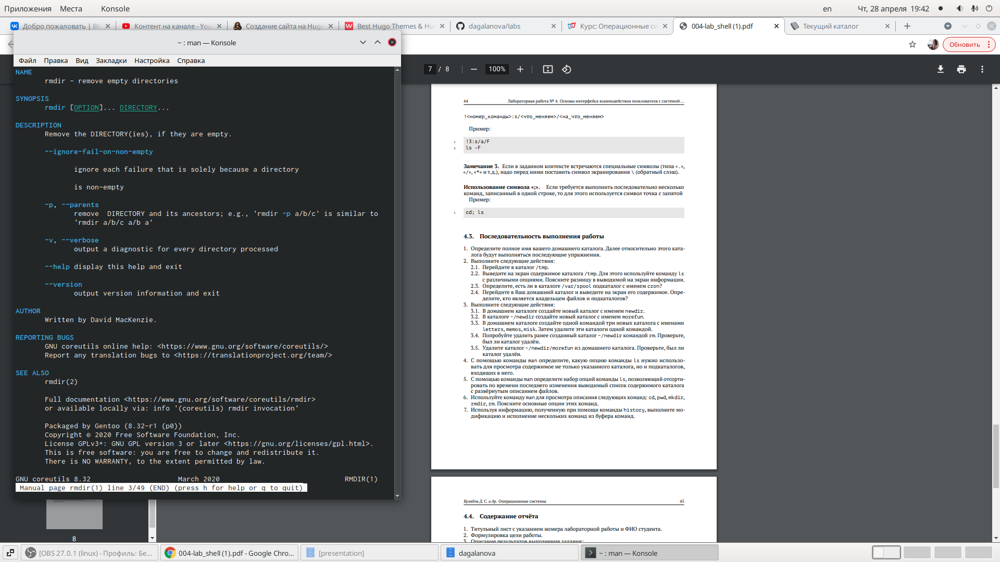 Приложения Места Konsole en Чт, 28 апреля 19:42
Добро пожаловать | ВК
Контент на канале - You
Создание сайта на Hugo
Best Hugo Themes & Hu
dagalanova/labs
Курс: Операционные си
004-lab_shell (1).pdf
Текущий каталог
Обновить
~ : man — Konsole
Файл Правка Вид Закладки Настройка Справка
NAME
rmdir - remove empty directories
SYNOPSIS
rmdir [OPTION]... DIRECTORY...
DESCRIPTION
Remove the DIRECTORY(ies), if they are empty.
--ignore-fail-on-non-empty
ignore each failure that is solely because a directory
is non-empty
-p, --parents
remove  DIRECTORY and its ancestors; e.g., 'rmdir -p a/b/c' is similar to
'rmdir a/b/c a/b a'
-v, --verbose
output a diagnostic for every directory processed
--help display this help and exit
--version
output version information and exit
AUTHOR
Written by David MacKenzie.
REPORTING BUGS
GNU coreutils online help: <https://www.gnu.org/software/coreutils/>
Report any translation bugs to <https://translationproject.org/team/>
SEE ALSO
rmdir(2)
Full documentation <https://www.gnu.org/software/coreutils/rmdir>
or available locally via: info '(coreutils) rmdir invocation'
Packaged by Gentoo (8.32-r1 (p0))
Copyright © 2020 Free Software Foundation, Inc.
License GPLv3+: GNU GPL version 3 or later <https://gnu.org/licenses/gpl.html>.
This is free software: you are free to change and redistribute it.
There is NO WARRANTY, to the extent permitted by law.
GNU coreutils 8.32 March 2020 RMDIR(1)
Manual page rmdir(1) line 3/49 (END) (press h for help or q to quit)
8
7 / 8 100%
44 Лабораторная работа № 4. Основы интерфейса взаимодействия пользователя с системой ...
!<номер_команды>:s/<что_меняем>/<на_что_меняем>
Пример:
1 !3:s/a/F
2 ls -F
Замечание 3. Если в заданном контексте встречаются специальные символы (типа «.»,
«/», «*» и т.д.), надо перед ними поставить символ экранирования \ (обратный слэш).
Использование символа «;». Если требуется выполнить последовательно несколько
команд, записанный в одной строке, то для этого используется символ точка с запятой
Пример:
1 cd; ls
4.3. Последовательность выполнения работы
1. Определите полное имя вашего домашнего каталога. Далее относительно этого ката-
лога будут выполняться последующие упражнения.
2. Выполните следующие действия:
2.1. Перейдите в каталог /tmp.
2.2. Выведите на экран содержимое каталога /tmp. Для этого используйте команду ls
с различными опциями. Поясните разницу в выводимой на экран информации.
2.3. Определите, есть ли в каталоге /var/spool подкаталог с именем cron?
2.4. Перейдите в Ваш домашний каталог и выведите на экран его содержимое. Опре-
делите, кто является владельцем файлов и подкаталогов?
3. Выполните следующие действия:
3.1. В домашнем каталоге создайте новый каталог с именем newdir.
3.2. В каталоге ~/newdir создайте новый каталог с именем morefun.
3.3. В домашнем каталоге создайте одной командой три новых каталога с именами
letters, memos, misk. Затем удалите эти каталоги одной командой.
3.4. Попробуйте удалить ранее созданный каталог ~/newdir командой rm. Проверьте,
был ли каталог удалён.
3.5. Удалите каталог ~/newdir/morefun из домашнего каталога. Проверьте, был ли
каталог удалён.
4. С помощью команды man определите, какую опцию команды ls нужно использо-
вать для просмотра содержимое не только указанного каталога, но и подкаталогов,
входящих в него.
5. С помощью команды man определите набор опций команды ls, позволяющий отсорти-
ровать по времени последнего изменения выводимый список содержимого каталога
с развёрнутым описанием файлов.
6. Используйте команду man для просмотра описания следующих команд: cd, pwd, mkdir,
rmdir, rm. Поясните основные опции этих команд.
7. Используя информацию, полученную при помощи команды history, выполните мо-
дификацию и исполнение нескольких команд из буфера команд.
Кулябов Д. С. и др. Операционные системы 45
4.4. Содержание отчёта
1. Титульный лист с указанием номера лабораторной работы и ФИО студента.
2. Формулировка цели работы.
3. Описание результатов выполнения задания:
[OBS 27.0.1 (linux) - Профиль: Бе...
004-lab_shell (1).pdf - Google Chro...
[presentation]
dagalanova
~ : man — Konsole